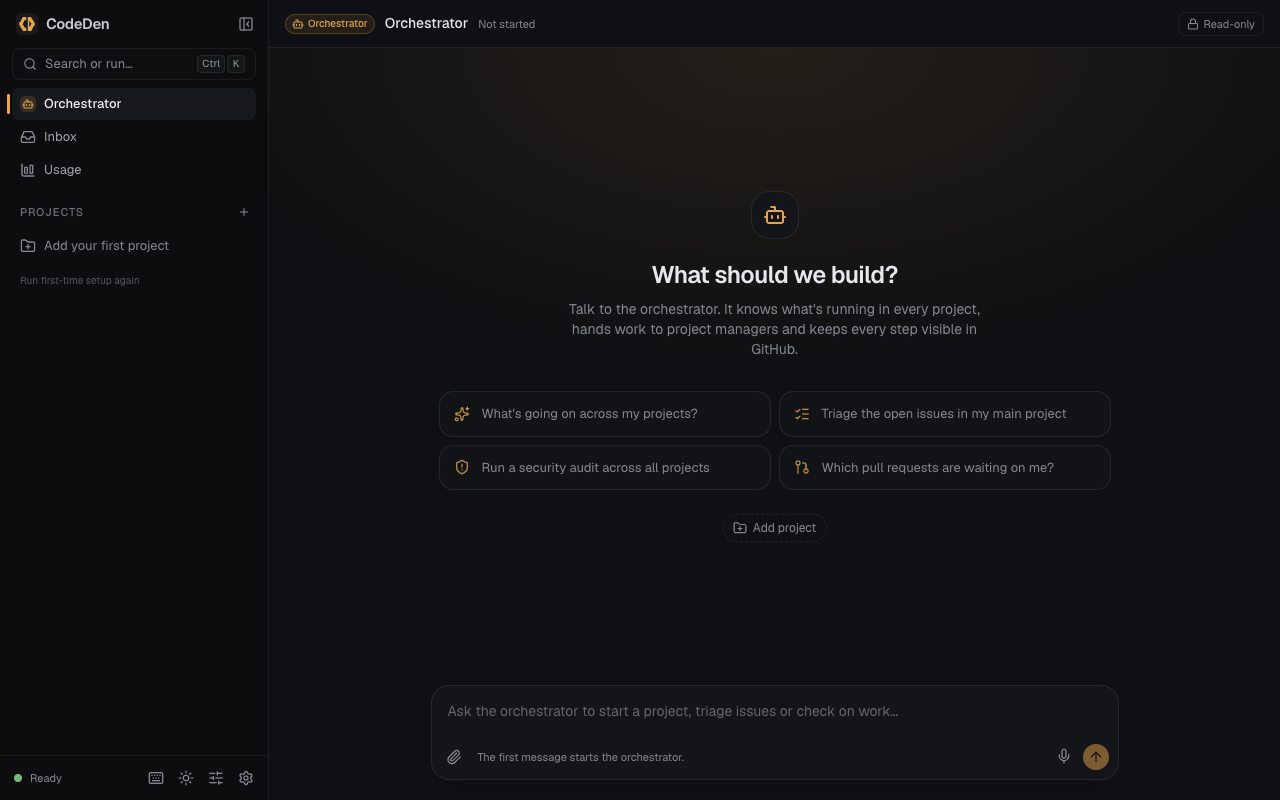 CodeDen
Search or run...
Ctrl K
Orchestrator
Inbox
Usage
PROJECTS
Add your first project
Run first-time setup again
Ready
Orchestrator
Orchestrator
Not started
Read-only
What should we build?
Talk to the orchestrator. It knows what's running in every project,
hands work to project managers and keeps every step visible in
GitHub.
What's going on across my projects?
Triage the open issues in my main project
Run a security audit across all projects
Which pull requests are waiting on me?
Add project
Ask the orchestrator to start a project, triage issues or check on work...
The first message starts the orchestrator.